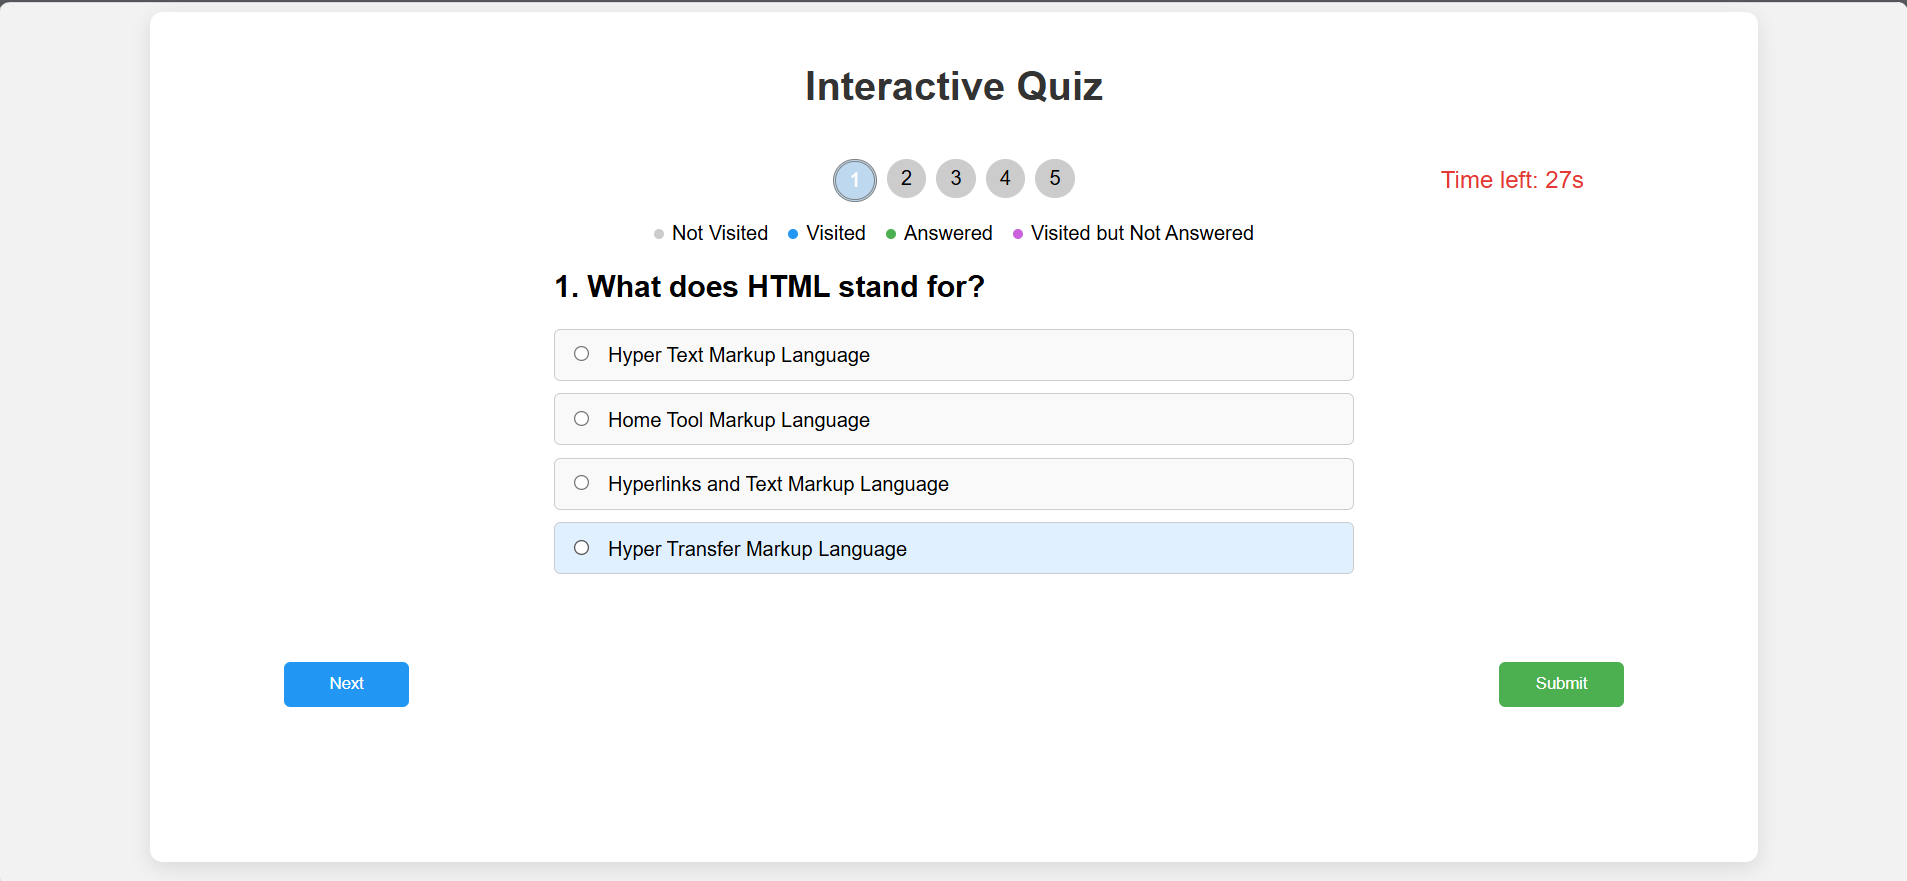 Interactive Quiz
1 2 3 4 5
Time left: 27s
Not Visited Visited Answered Visited but Not Answered
1. What does HTML stand for?
Hyper Text Markup Language
Home Tool Markup Language
Hyperlinks and Text Markup Language
Hyper Transfer Markup Language
Next
Submit